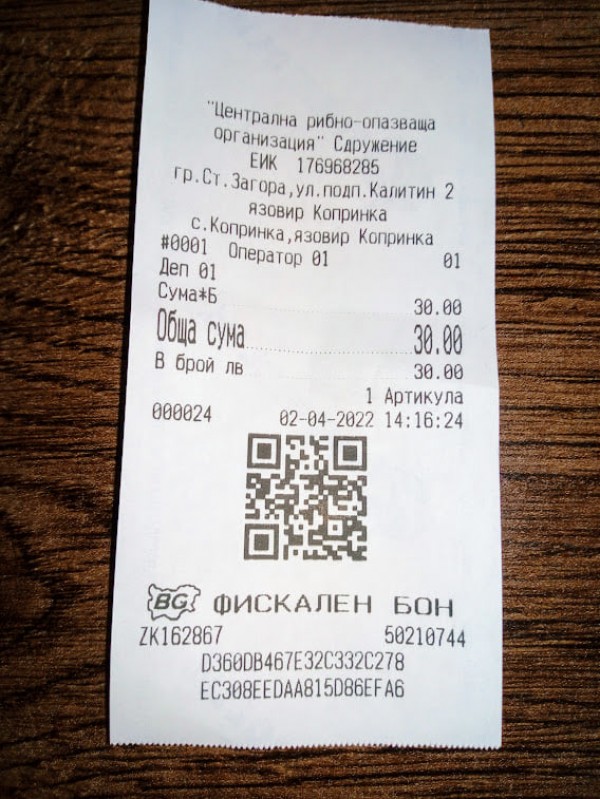 "Централна рибно-опазваща
организация" Сдружение
ЕИК 176968285
гр.Ст.Загора,ул.подп.Калитин 2
язовир Копринка
с.Копринка,язовир Копринка
#0001 Оператор 01 01
Деп 01
Сума*Б 30.00
Обща сума 30.00
В брой лв 30.00
1 Артикула
000024 02-04-2022 14:16:24
BG ФИСКАЛЕН БОН
ZK162867 50210744
D360DB467E32C332C278
EC308EEDAA815D86EFA6